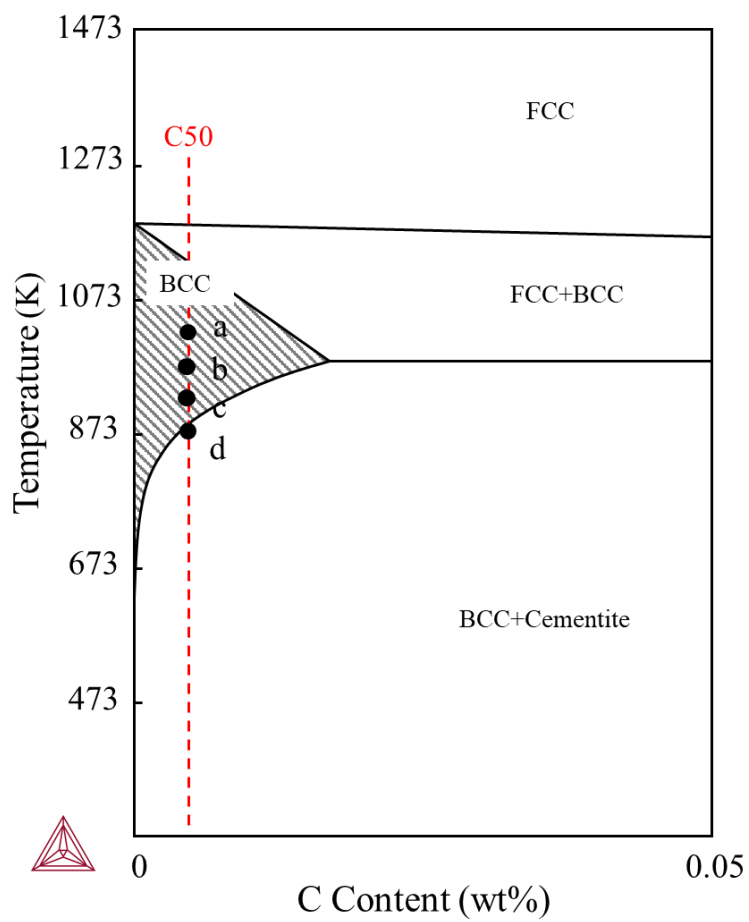 1473
FCC
C50
1273
BCC
1073
FCC+BCC
a
b
c
873
d
673
BCC+Cementite
473
0
0.05
C Content (wt%)
Temperature (K)